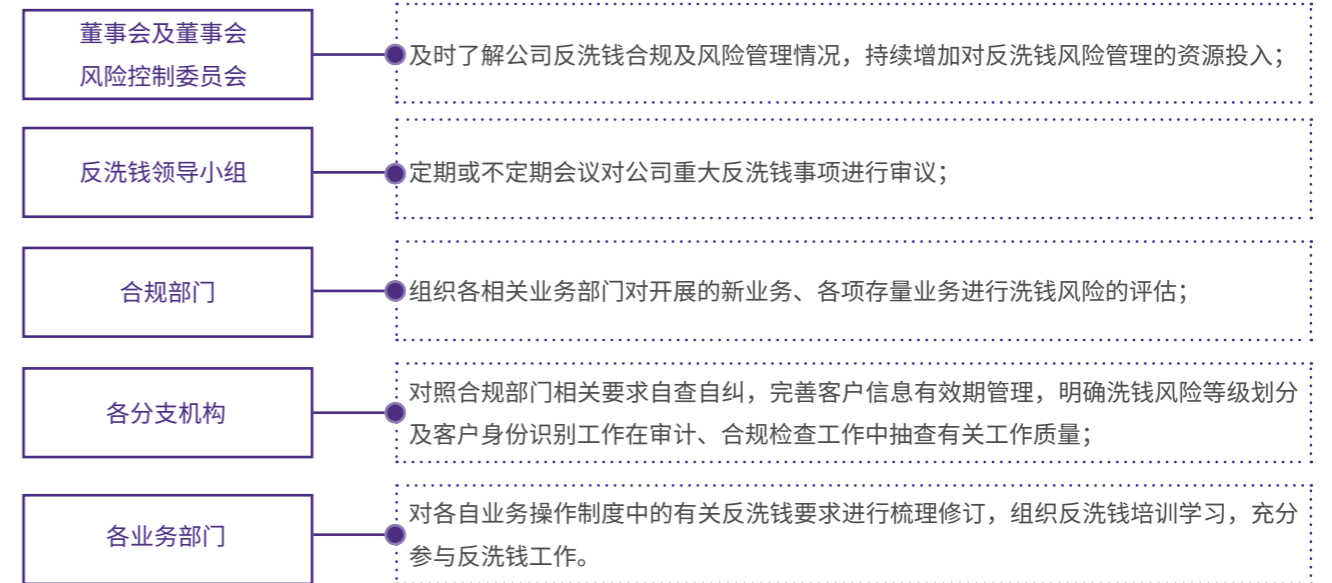 董事会及董事会
风险控制委员会
及时了解公司反洗钱合规及风险管理情况，持续增加对反洗钱风险管理的资源投入；
反洗钱领导小组
定期或不定期会议对公司重大反洗钱事项进行审议；
合规部门
组织各相关业务部门对开展的新业务、各项存量业务进行洗钱风险的评估；
各分支机构
对照合规部门相关要求自查自纠，完善客户信息有效期管理，明确洗钱风险等级划分
及客户身份识别工作在审计、合规检查工作中抽查有关工作质量；
各业务部门
对各自业务操作制度中的有关反洗钱要求进行梳理修订，组织反洗钱培训学习，充分
参与反洗钱工作。